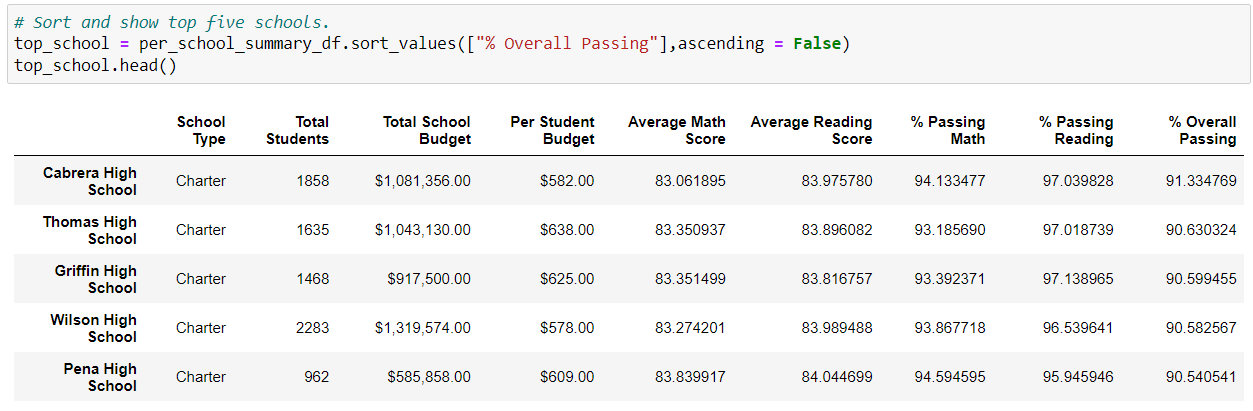 # Sort and show top five schools.
top_school = per_school_summary_df.sort_values(["% Overall Passing"],ascending = False)
top_school.head()
School Type Total Students Total School Budget Per Student Budget Average Math Score Average Reading Score % Passing Math % Passing Reading % Overall Passing
Cabrera High School Charter 1858 $1,081,356.00 $582.00 83.061895 83.975780 94.133477 97.039828 91.334769
Thomas High School Charter 1635 $1,043,130.00 $638.00 83.350937 83.896082 93.185690 97.018739 90.630324
Griffin High School Charter 1468 $917,500.00 $625.00 83.351499 83.816757 93.392371 97.138965 90.599455
Wilson High School Charter 2283 $1,319,574.00 $578.00 83.274201 83.989488 93.867718 96.539641 90.582567
Pena High School Charter 962 $585,858.00 $609.00 83.839917 84.044699 94.594595 95.945946 90.540541